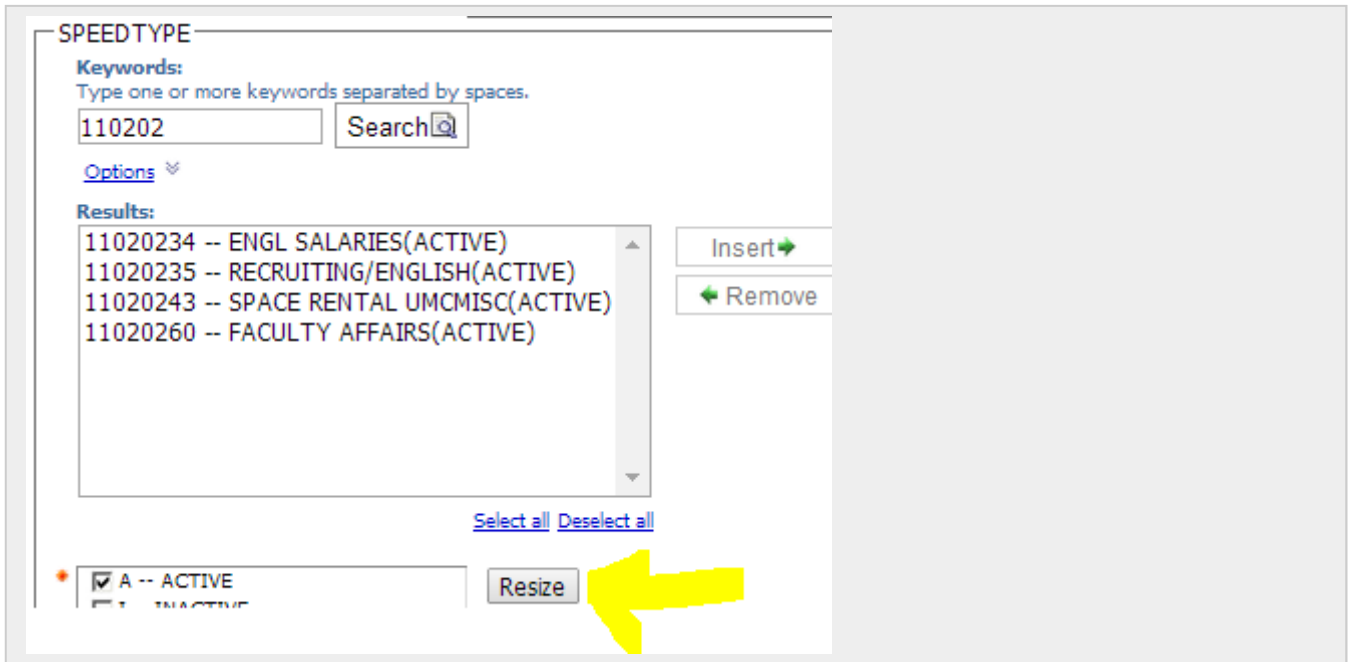 SPEEDTYPE
Keywords:
Type one or more keywords separated by spaces.
110202 Search
Options
Results:
11020234 -- ENGL SALARIES(ACTIVE)
11020235 -- RECRUITING/ENGLISH(ACTIVE)
11020243 -- SPACE RENTAL UMCMISC(ACTIVE)
11020260 -- FACULTY AFFAIRS(ACTIVE)
Insert
Remove
Select all Deselect all
A -- ACTIVE
Resize
I -- INACTIVE